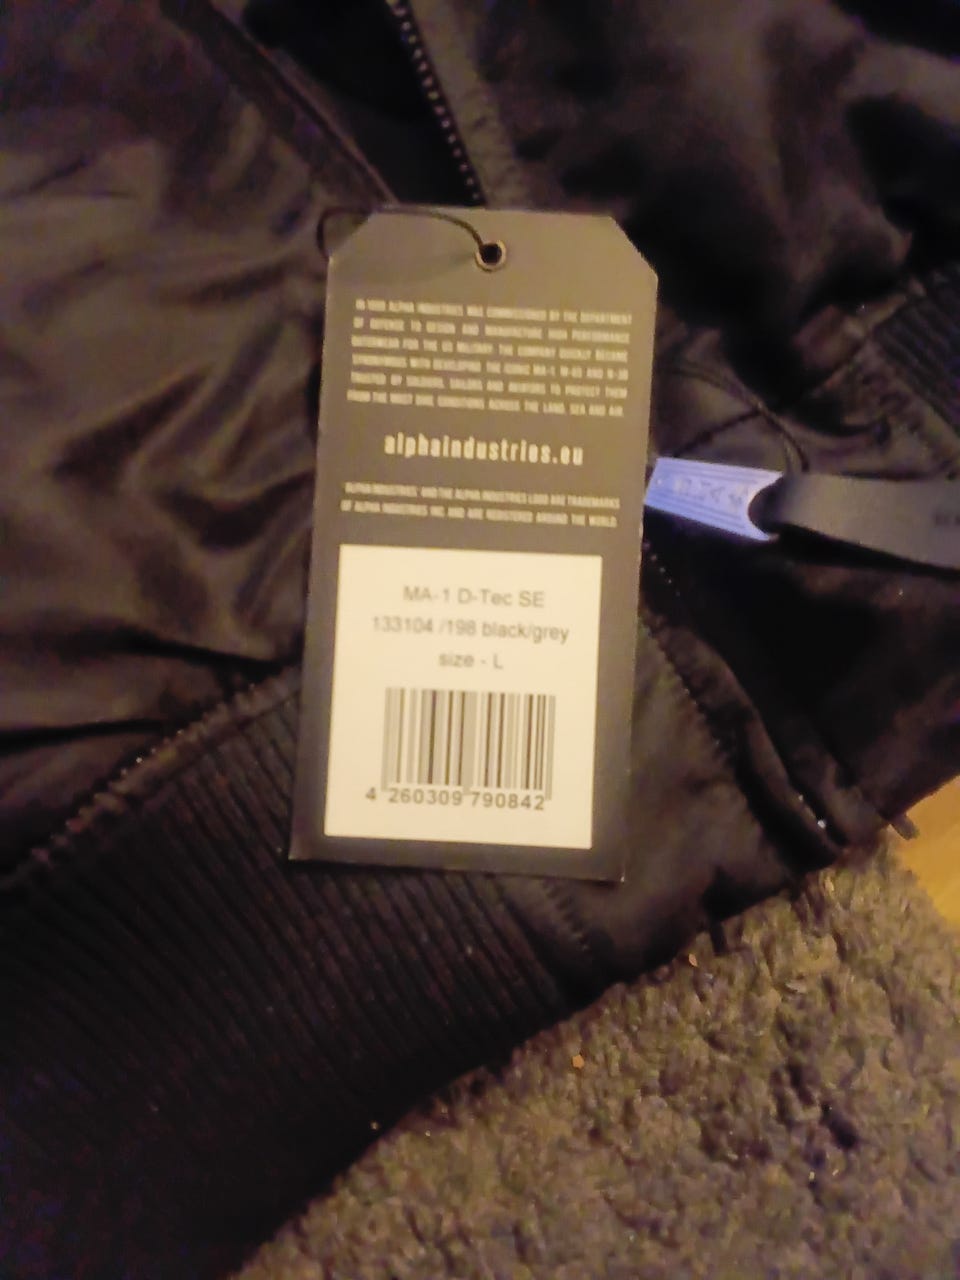 IN 1959 ALPHA INDUSTRIES WAS COMMISSIONED BY THE DEPARTMENT
OF DEFENSE TO DESIGN AND MANUFACTURE HIGH PERFORMANCE
OUTERWEAR FOR THE US MILITARY. THE COMPANY QUICKLY BECAME
SYNONYMOUS WITH DEVELOPING THE ICONIC MA-1, M-65 AND N-3B
TRUSTED BY SOLDIERS, SAILORS AND AVIATORS TO PROTECT THEM
FROM THE MOST DIRE CONDITIONS ACROSS THE LAND, SEA AND AIR.
alphaindustries.eu
ALPHA INDUSTRIES AND THE ALPHA INDUSTRIES LOGO ARE TRADEMARKS
OF ALPHA INDUSTRIES INC. AND ARE REGISTERED AROUND THE WORLD.
MA-1 D-Tec SE
133104 /198 black/grey
size - L
4 260309 790842